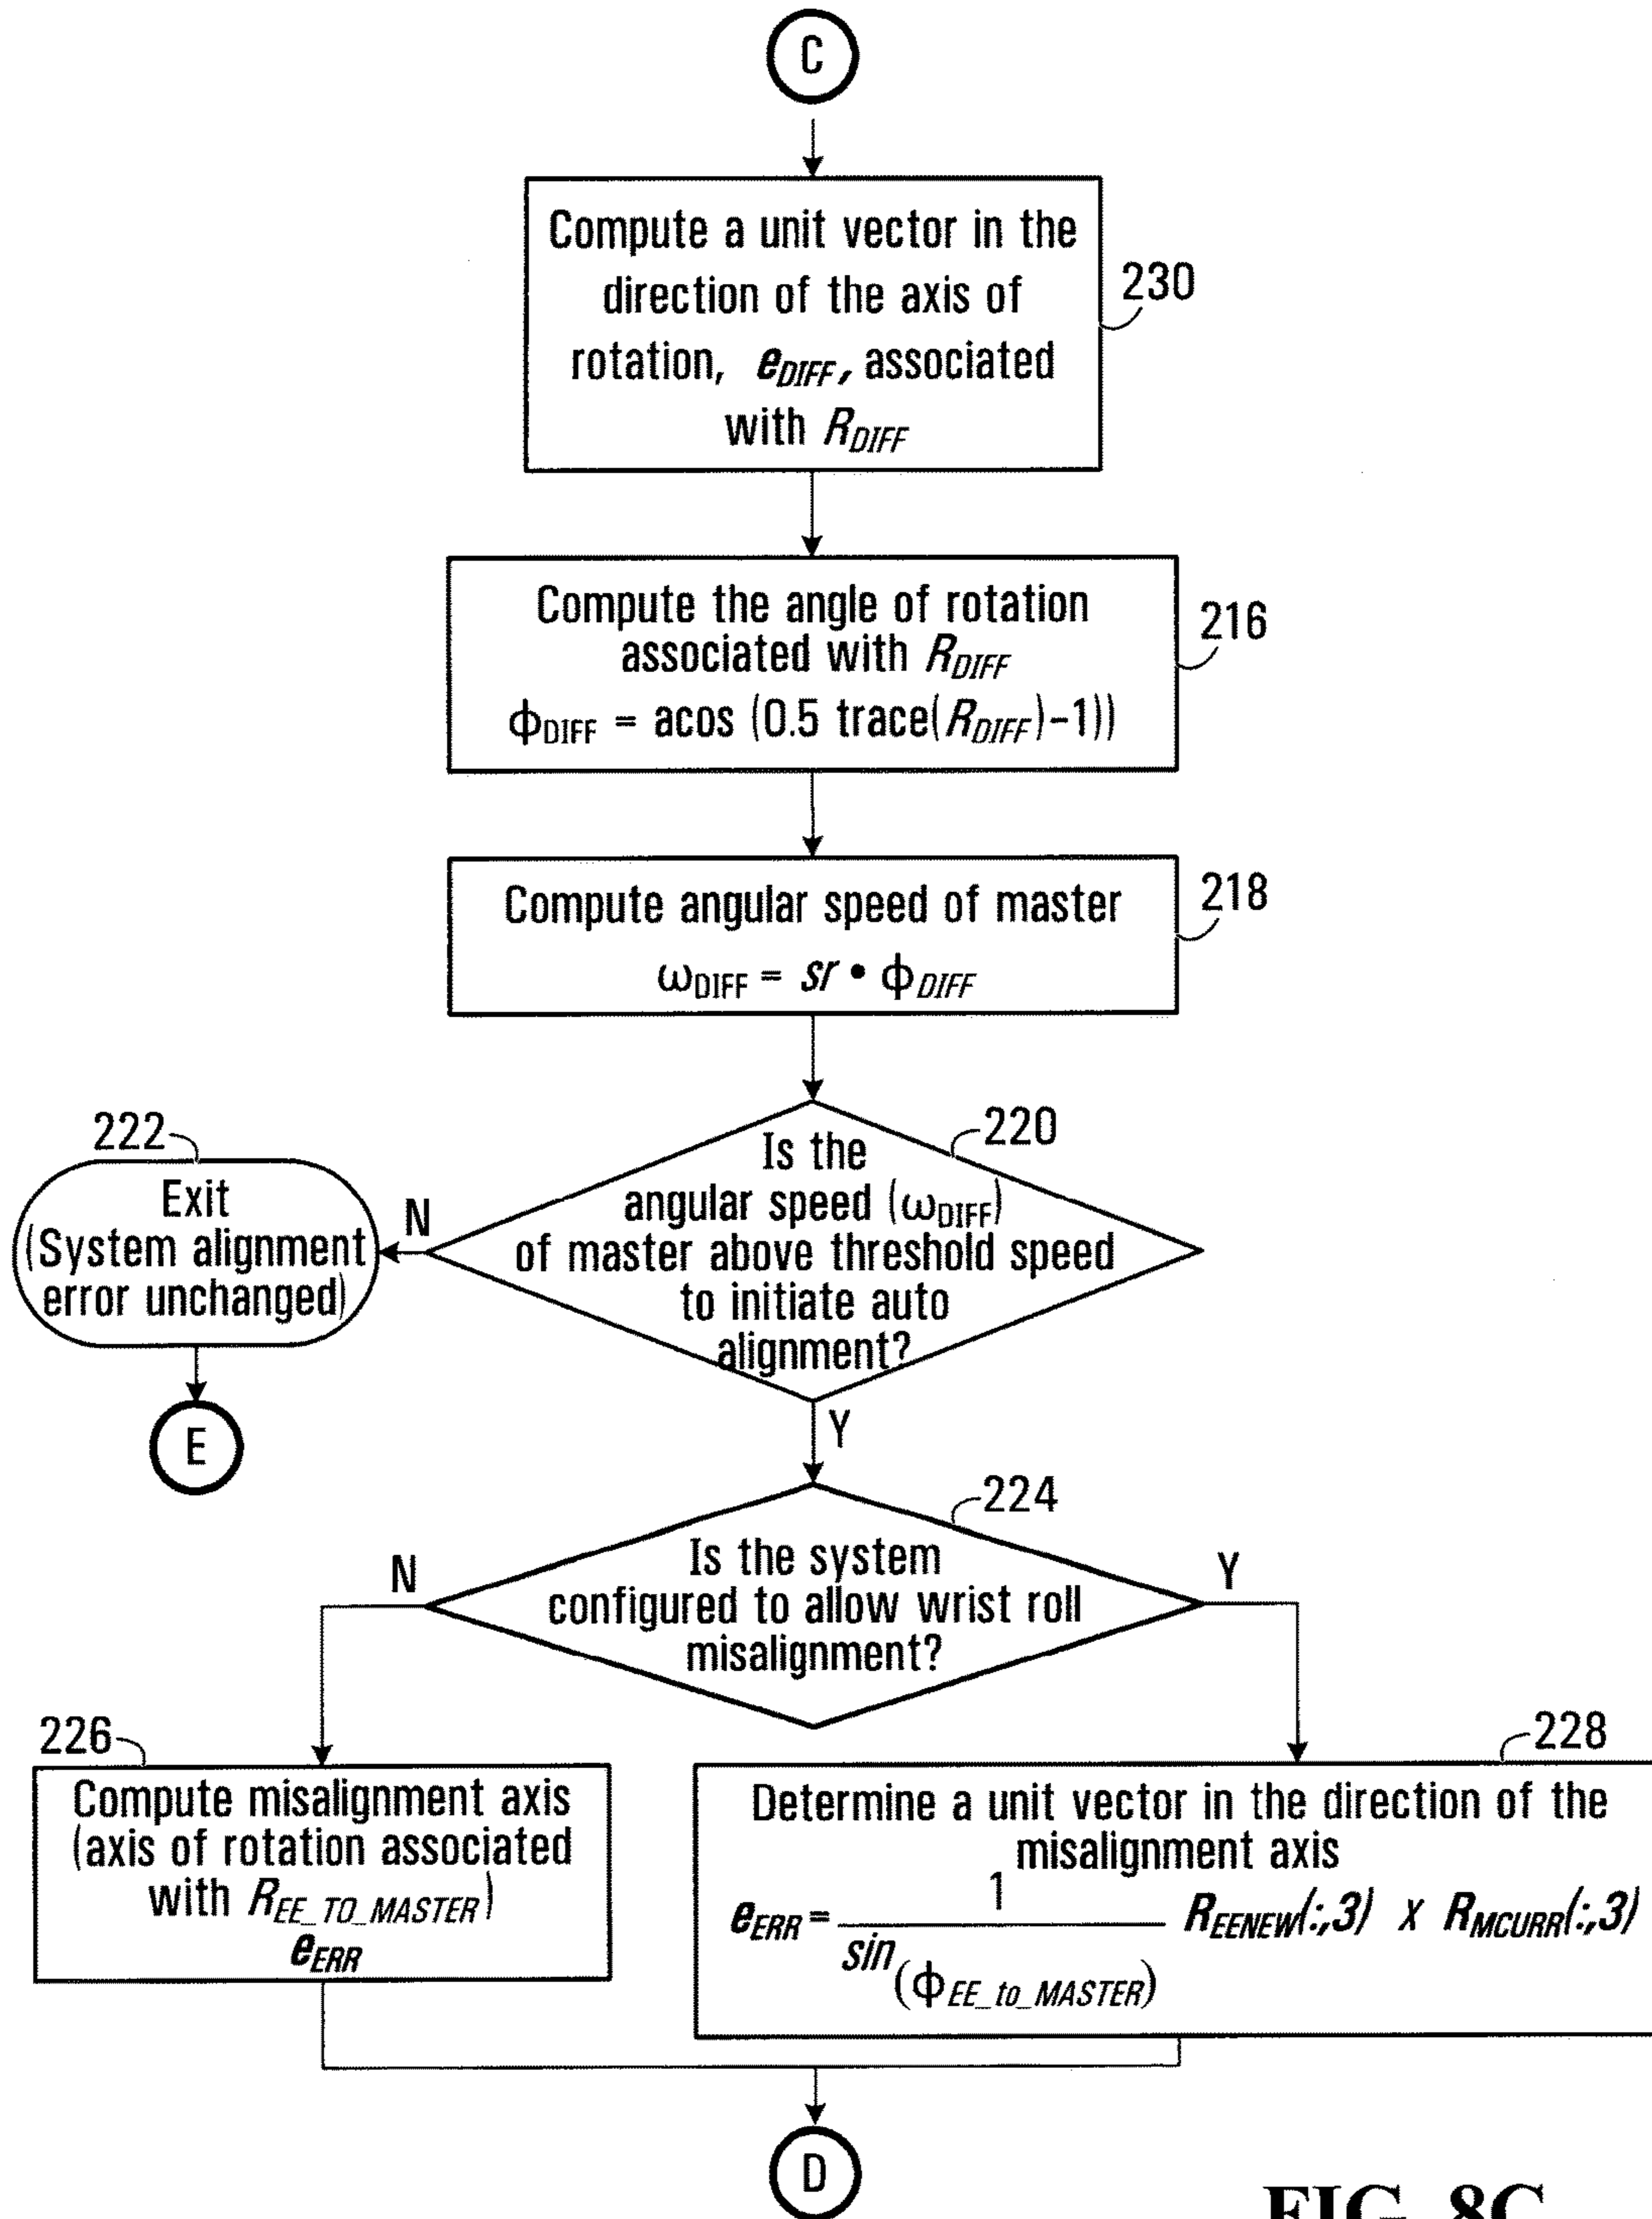 C
Compute a unit vector in the
direction of the axis of
rotation, eDIFF, associated
with RDIFF
230
Compute the angle of rotation
associated with RDIFF
ϕDIFF = acos (0.5 trace(RDIFF)-1))
216
Compute angular speed of master
ωDIFF = sr • ϕDIFF
218
222
Exit
(System alignment
error unchanged)
E
N
220
Is the
angular speed (ωDIFF)
of master above threshold speed
to initiate auto
alignment?
Y
224
Is the system
configured to allow wrist roll
misalignment?
N
Y
226
Compute misalignment axis
(axis of rotation associated
with REE_TO_MASTER)
eERR
228
Determine a unit vector in the direction of the
misalignment axis
eERR = 1 / sin(ϕEE_to_MASTER) REENEW(:,3) x RMCURR(:,3)
D
FIG. 8C